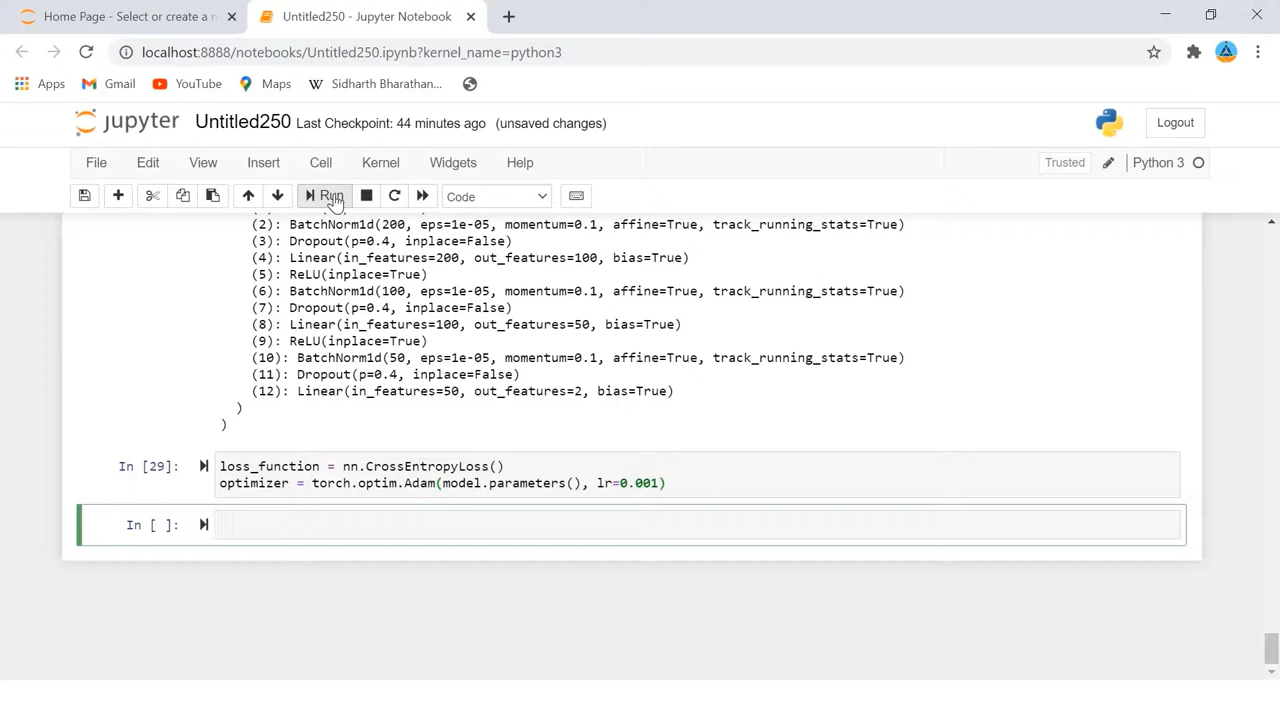 Home Page - Select or create a n
Untitled250 - Jupyter Notebook
localhost:8888/notebooks/Untitled250.ipynb?kernel_name=python3
Apps Gmail YouTube Maps W Sidharth Bharathan...
jupyter Untitled250 Last Checkpoint: 44 minutes ago (unsaved changes) Logout
File Edit View Insert Cell Kernel Widgets Help Trusted Python 3
Run Code
(2): BatchNorm1d(200, eps=1e-05, momentum=0.1, affine=True, track_running_stats=True)
(3): Dropout(p=0.4, inplace=False)
(4): Linear(in_features=200, out_features=100, bias=True)
(5): ReLU(inplace=True)
(6): BatchNorm1d(100, eps=1e-05, momentum=0.1, affine=True, track_running_stats=True)
(7): Dropout(p=0.4, inplace=False)
(8): Linear(in_features=100, out_features=50, bias=True)
(9): ReLU(inplace=True)
(10): BatchNorm1d(50, eps=1e-05, momentum=0.1, affine=True, track_running_stats=True)
(11): Dropout(p=0.4, inplace=False)
(12): Linear(in_features=50, out_features=2, bias=True)
)
)
In [29]: loss_function = nn.CrossEntropyLoss()
optimizer = torch.optim.Adam(model.parameters(), lr=0.001)
In [ ]: